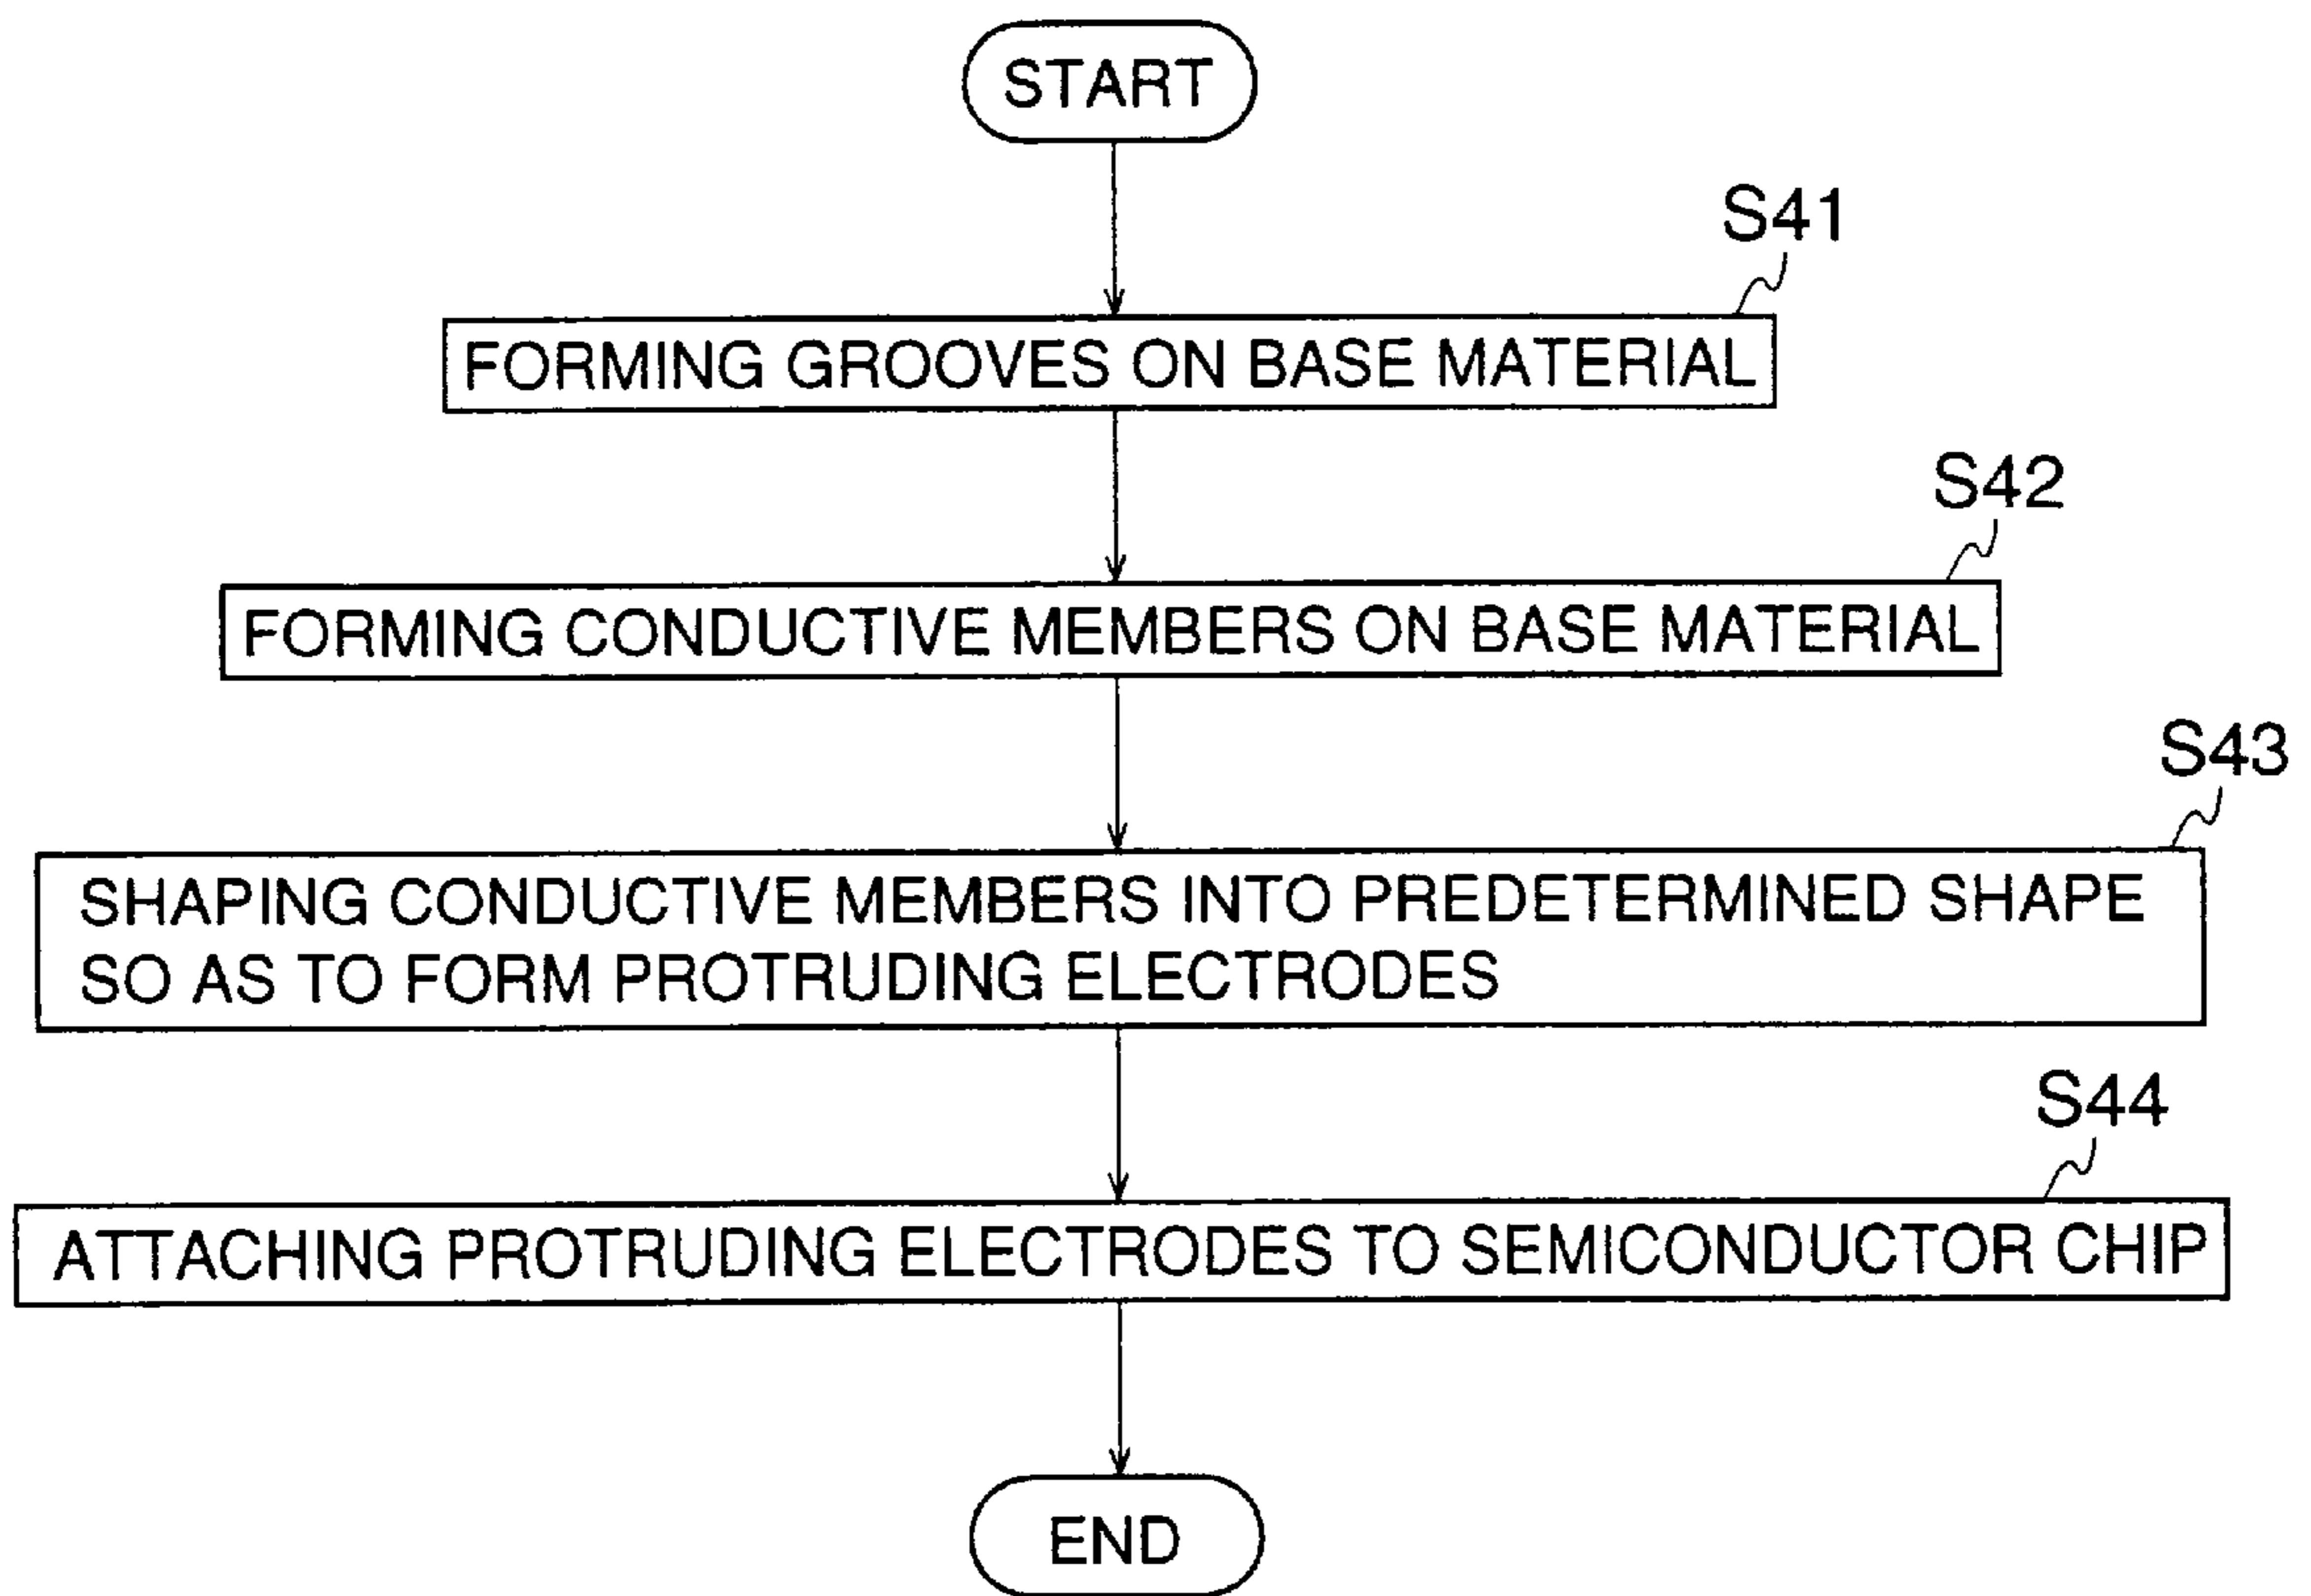 START
S41
FORMING GROOVES ON BASE MATERIAL
S42
FORMING CONDUCTIVE MEMBERS ON BASE MATERIAL
S43
SHAPING CONDUCTIVE MEMBERS INTO PREDETERMINED SHAPE
SO AS TO FORM PROTRUDING ELECTRODES
S44
ATTACHING PROTRUDING ELECTRODES TO SEMICONDUCTOR CHIP
END